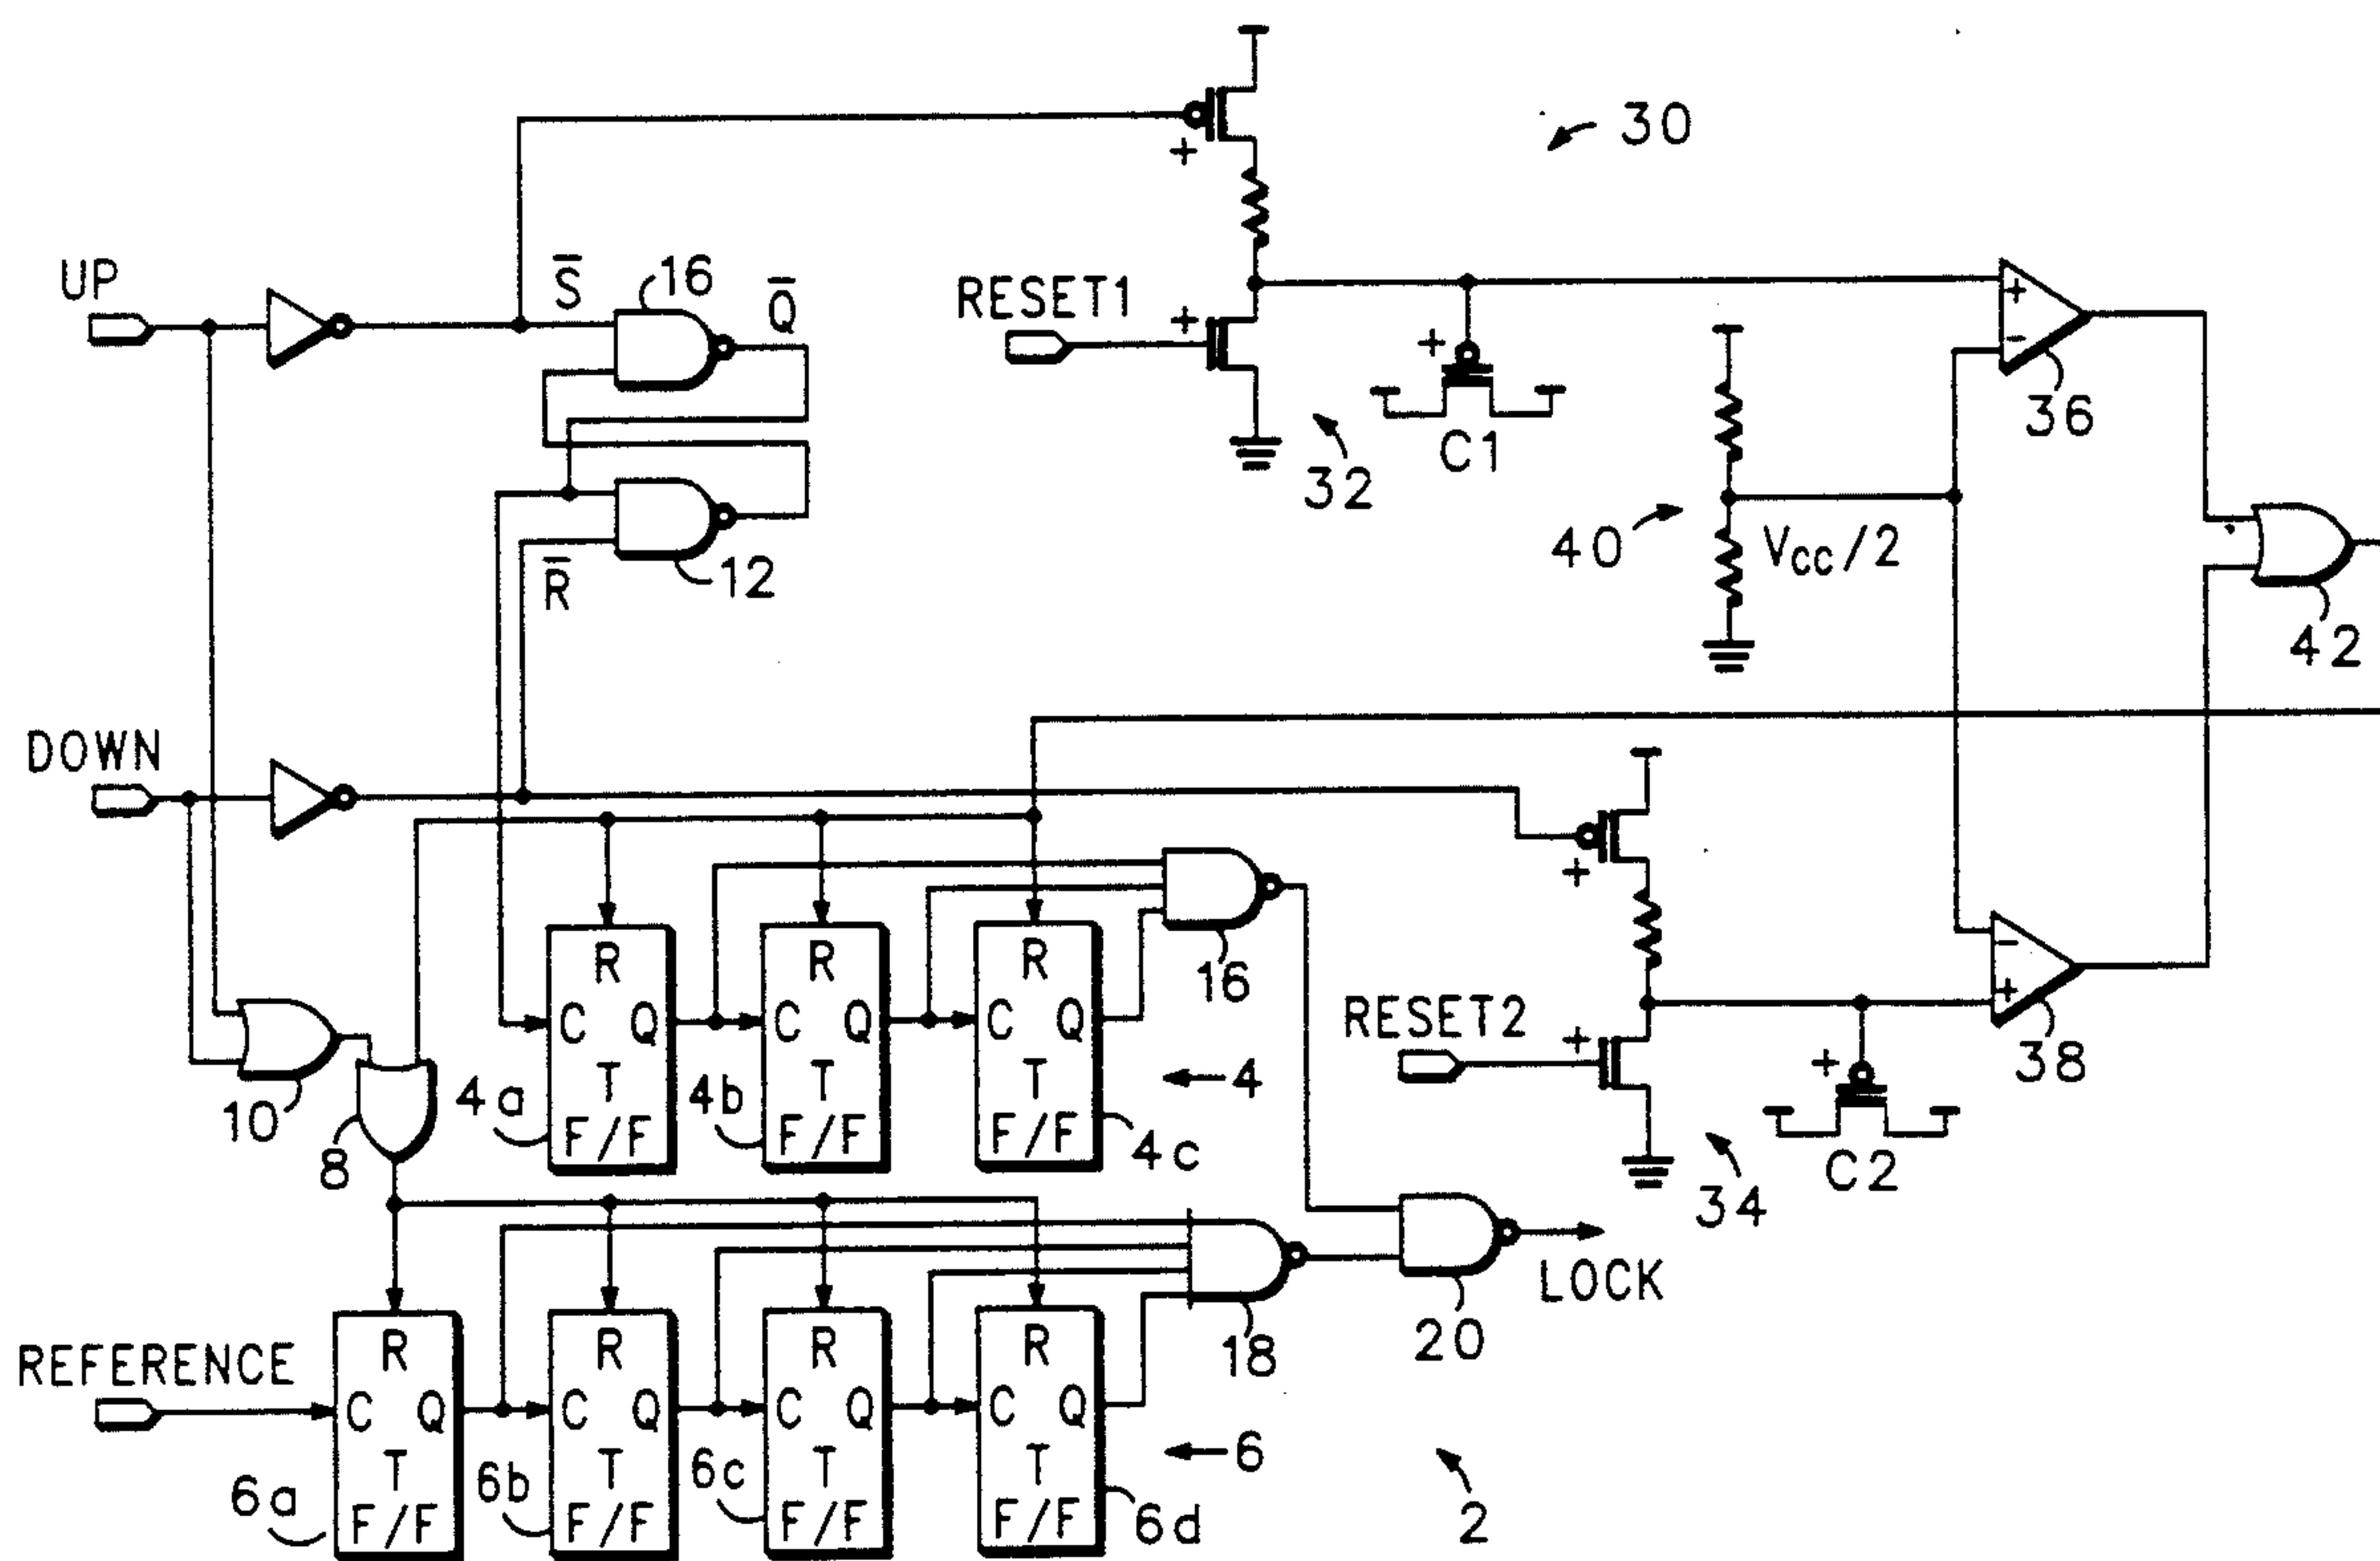 30
UP
S̅
16
Q̅
RESET1
+
+
+
+
−
36
C1
32
40
VCC/2
R̅
12
42
DOWN
+
−
+
38
16
R
C Q
T
F/F
4a
R
C Q
T
F/F
4b
R
C Q
T
F/F
4c
4
RESET2
+
+
C2
34
10
8
LOCK
20
18
REFERENCE
R
C Q
T
F/F
6a
R
C Q
T
F/F
6b
R
C Q
T
F/F
6c
R
C Q
T
F/F
6d
6
2